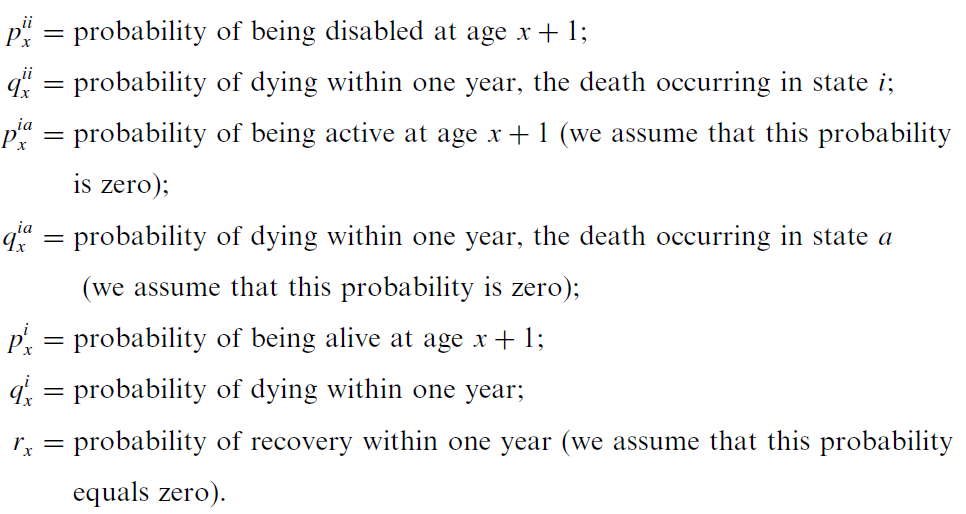 p_x^{ii} = probability of being disabled at age x + 1;
q_x^{ii} = probability of dying within one year, the death occurring in state i;
p_x^{ia} = probability of being active at age x + 1 (we assume that this probability
is zero);
q_x^{ia} = probability of dying within one year, the death occurring in state a
(we assume that this probability is zero);
p_x^i = probability of being alive at age x + 1;
q_x^i = probability of dying within one year;
r_x = probability of recovery within one year (we assume that this probability
equals zero).